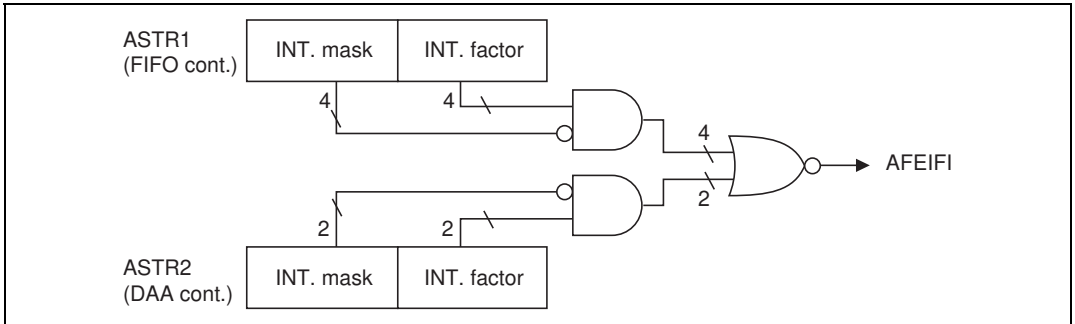 ASTR1
(FIFO cont.)
INT. mask
INT. factor
4
4
4
AFEIFI
2
2
2
ASTR2
(DAA cont.)
INT. mask
INT. factor